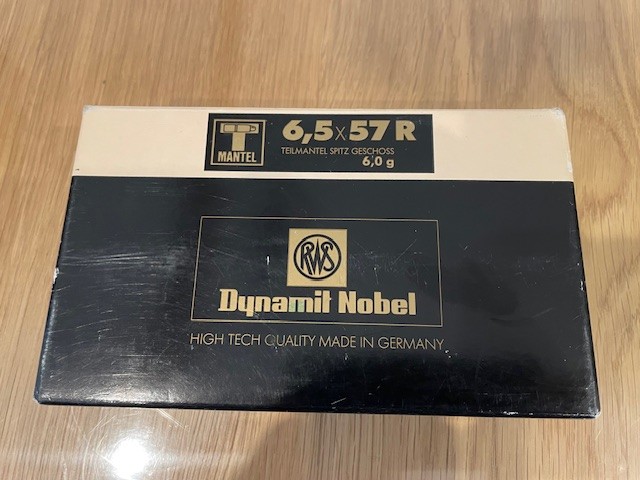 T
MANTEL
6,5x57 R
TEILMANTEL SPITZ GESCHOSS
6,0 g
RWS
Dynamit Nobel
HIGH TECH QUALITY MADE IN GERMANY